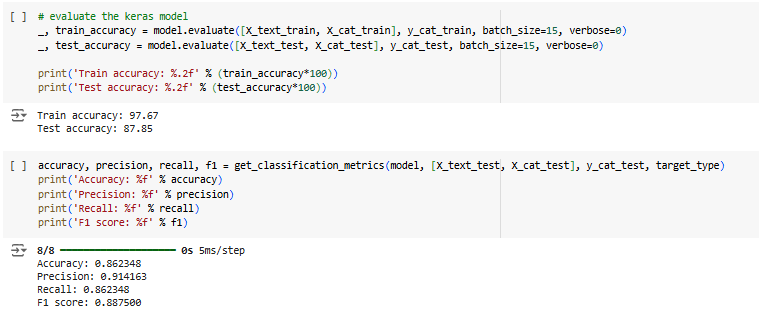 [ ] # evaluate the keras model
_, train_accuracy = model.evaluate([X_text_train, X_cat_train], y_cat_train, batch_size=15, verbose=0)
_, test_accuracy = model.evaluate([X_text_test, X_cat_test], y_cat_test, batch_size=15, verbose=0)
print('Train accuracy: %.2f' % (train_accuracy*100))
print('Test accuracy: %.2f' % (test_accuracy*100))
Train accuracy: 97.67
Test accuracy: 87.85
[ ] accuracy, precision, recall, f1 = get_classification_metrics(model, [X_text_test, X_cat_test], y_cat_test, target_type)
print('Accuracy: %f' % accuracy)
print('Precision: %f' % precision)
print('Recall: %f' % recall)
print('F1 score: %f' % f1)
8/8 ━━━━━━━━━━━━━━━━━━━━ 0s 5ms/step
Accuracy: 0.862348
Precision: 0.914163
Recall: 0.862348
F1 score: 0.887500